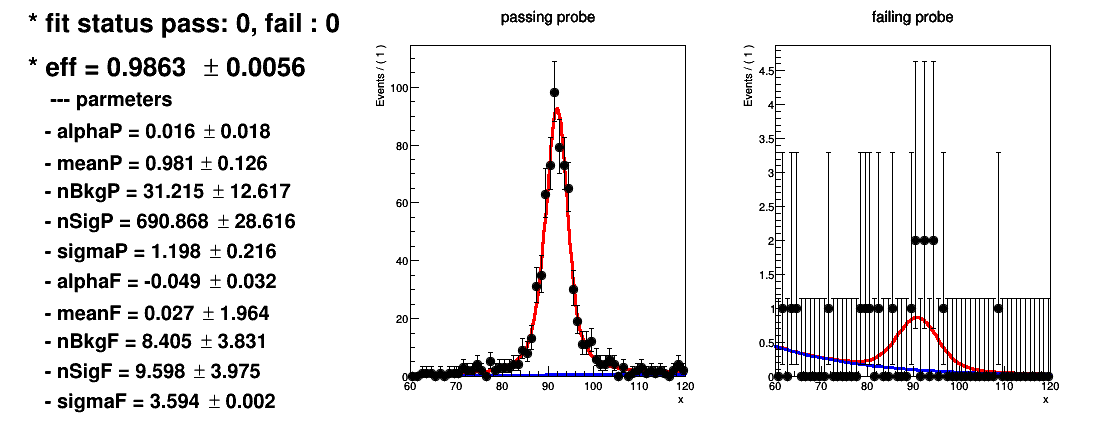 * fit status pass: 0, fail : 0
* eff = 0.9863 ± 0.0056
--- parmeters
- alphaP = 0.016 ± 0.018
- meanP = 0.981 ± 0.126
- nBkgP = 31.215 ± 12.617
- nSigP = 690.868 ± 28.616
- sigmaP = 1.198 ± 0.216
- alphaF = -0.049 ± 0.032
- meanF = 0.027 ± 1.964
- nBkgF = 8.405 ± 3.831
- nSigF = 9.598 ± 3.975
- sigmaF = 3.594 ± 0.002
passing probe
Events / ( 1 )
100
80
60
40
20
0
60 70 80 90 100 110 120
x
failing probe
Events / ( 1 )
4.5
4
3.5
3
2.5
2
1.5
1
0.5
0
60 70 80 90 100 110 120
x